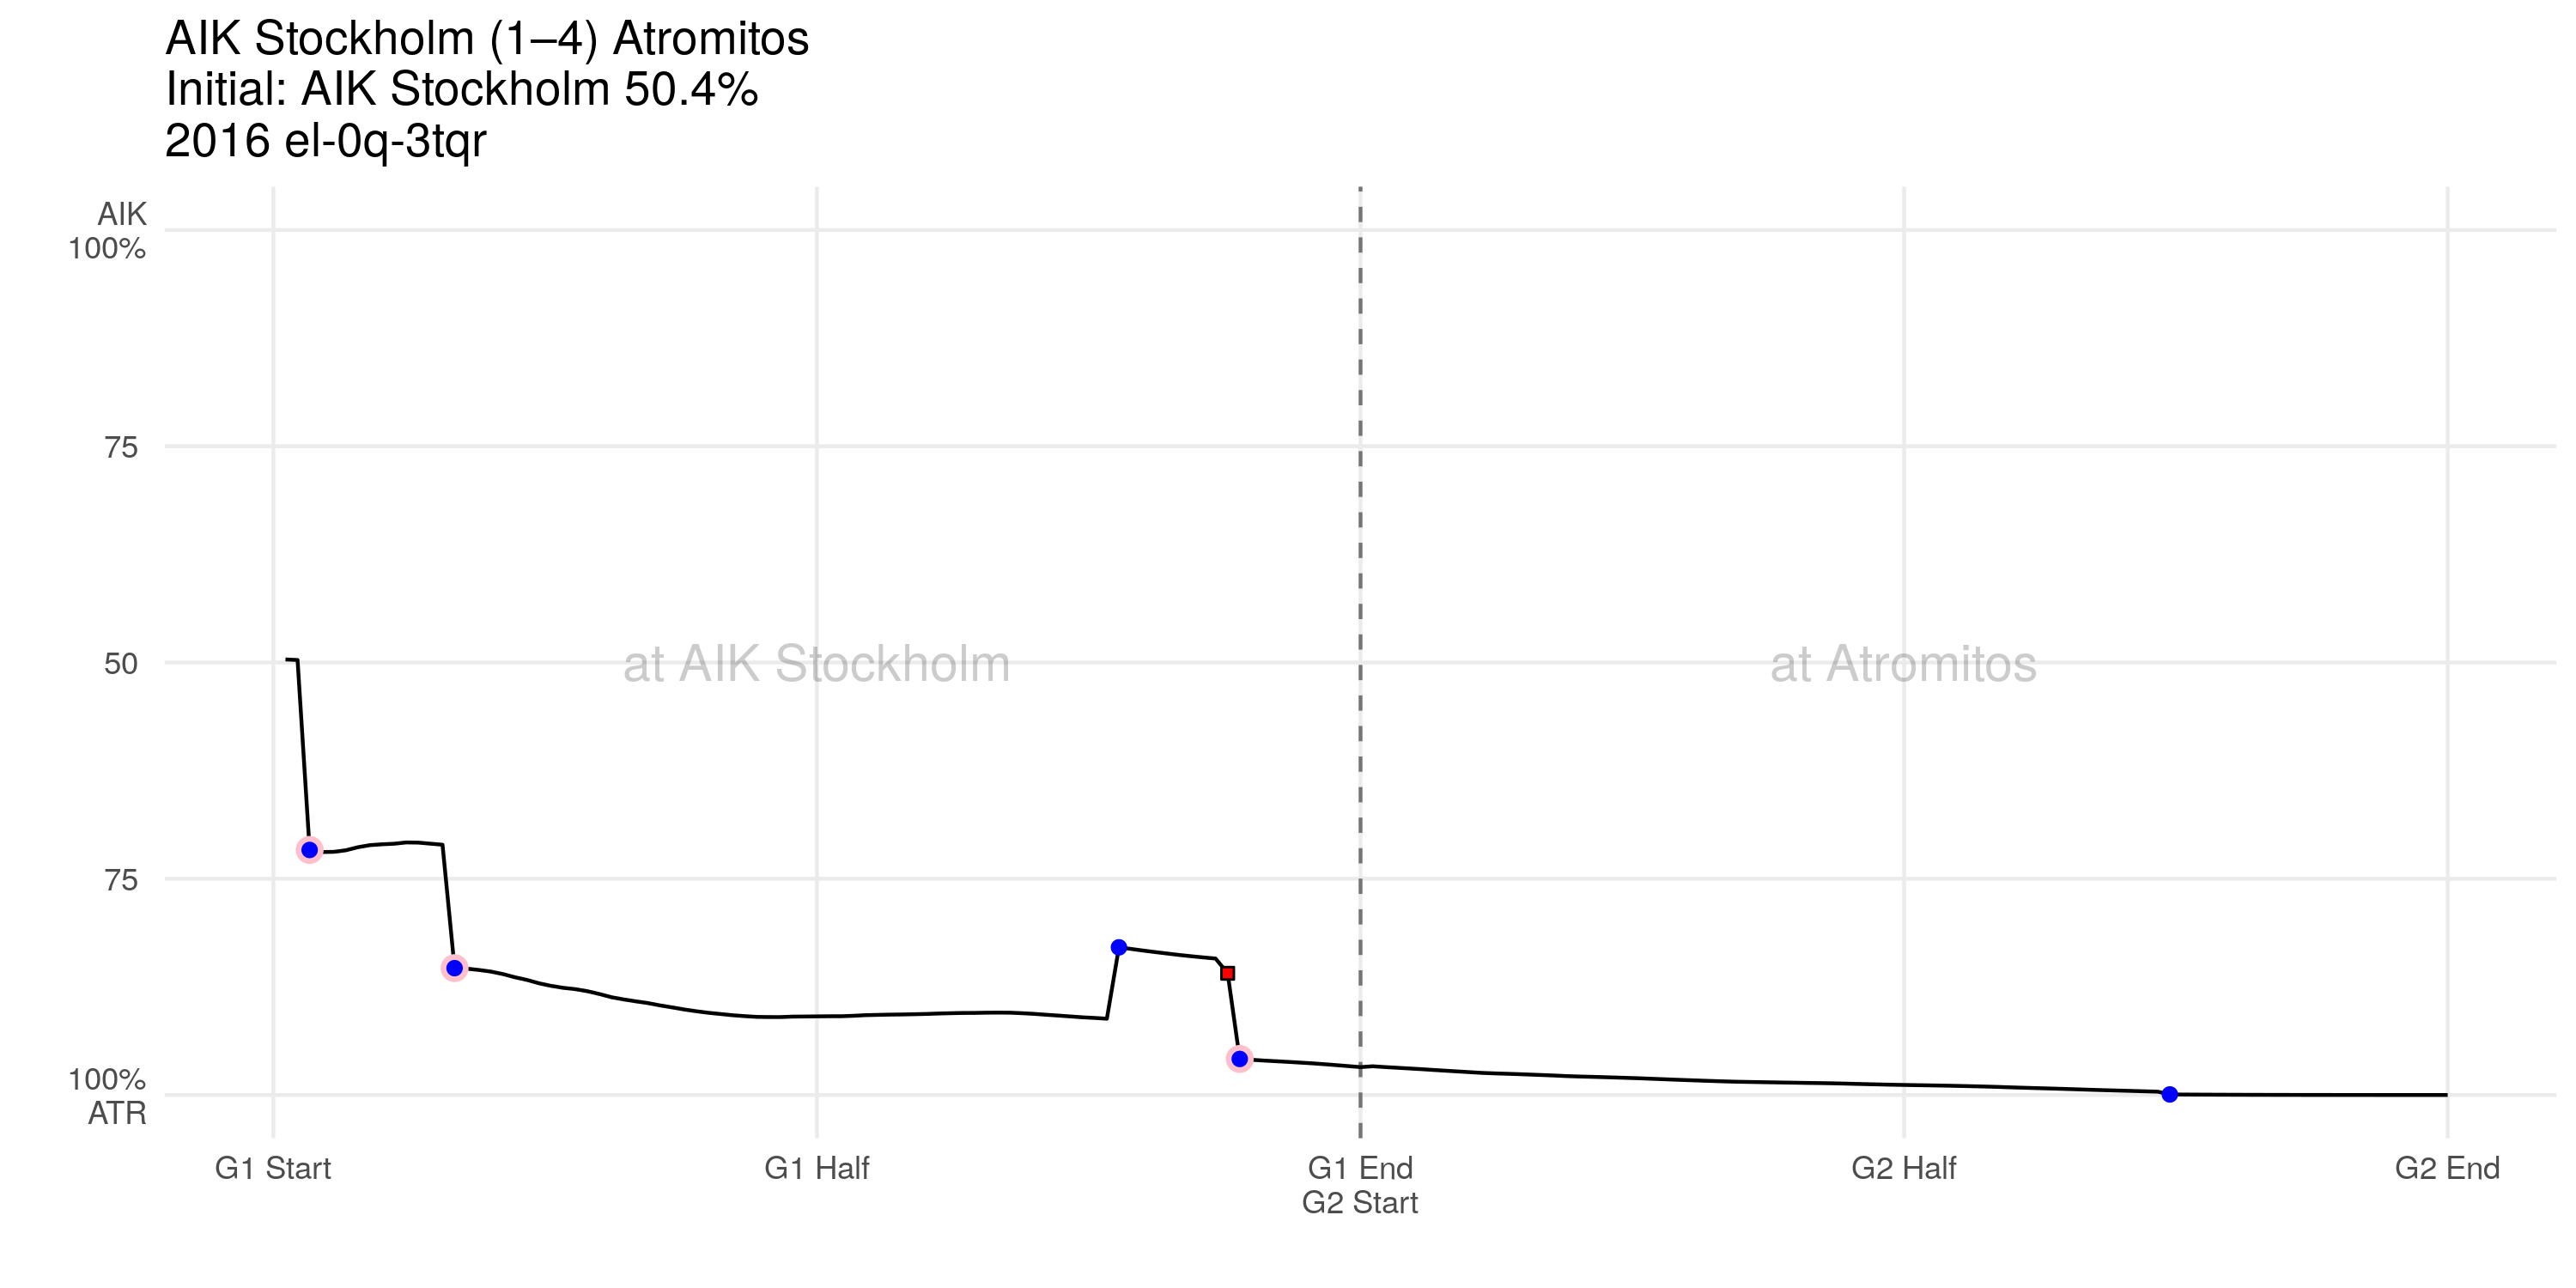 AIK Stockholm (1–4) Atromitos
Initial: AIK Stockholm 50.4%
2016 el-0q-3tqr
AIK
100%
75
50
75
100%
ATR
at AIK Stockholm
at Atromitos
G1 Start
G1 Half
G1 End
G2 Start
G2 Half
G2 End